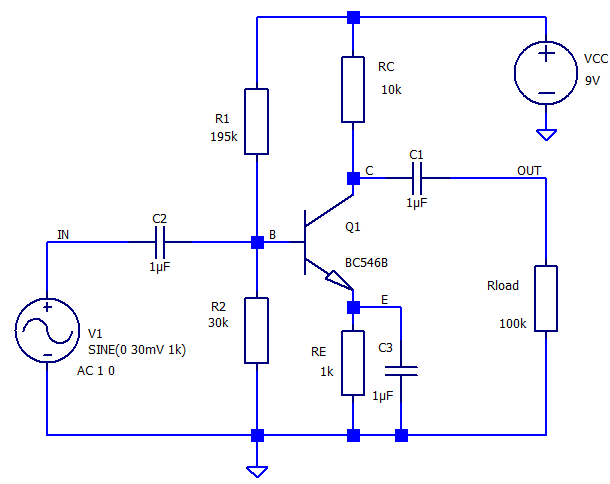 RC
10k
VCC
9V
R1
195k
C
C1
1µF
OUT
IN
C2
1µF
B
Q1
BC546B
E
R2
30k
Rload
100k
V1
SINE(0 30mV 1k)
AC 1 0
RE
1k
C3
1µF